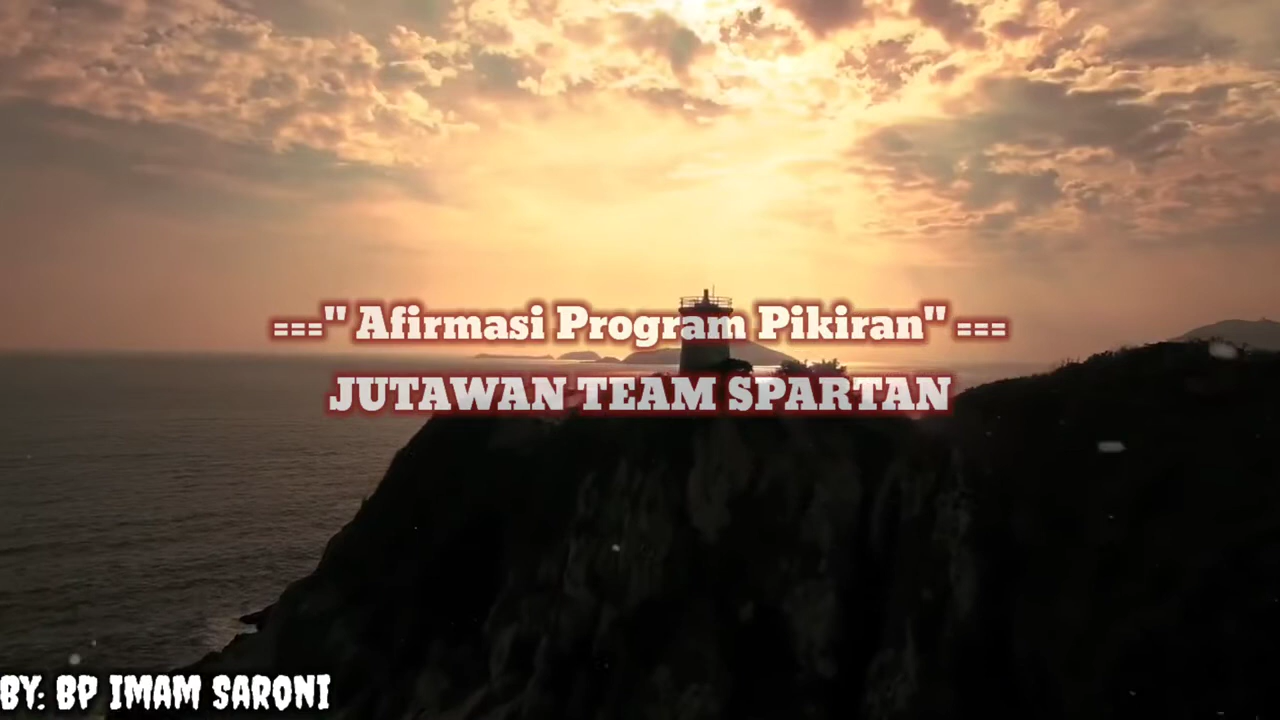 ===" Afirmasi Program Pikiran" ===
JUTAWAN TEAM SPARTAN
BY: BP IMAM SARONI